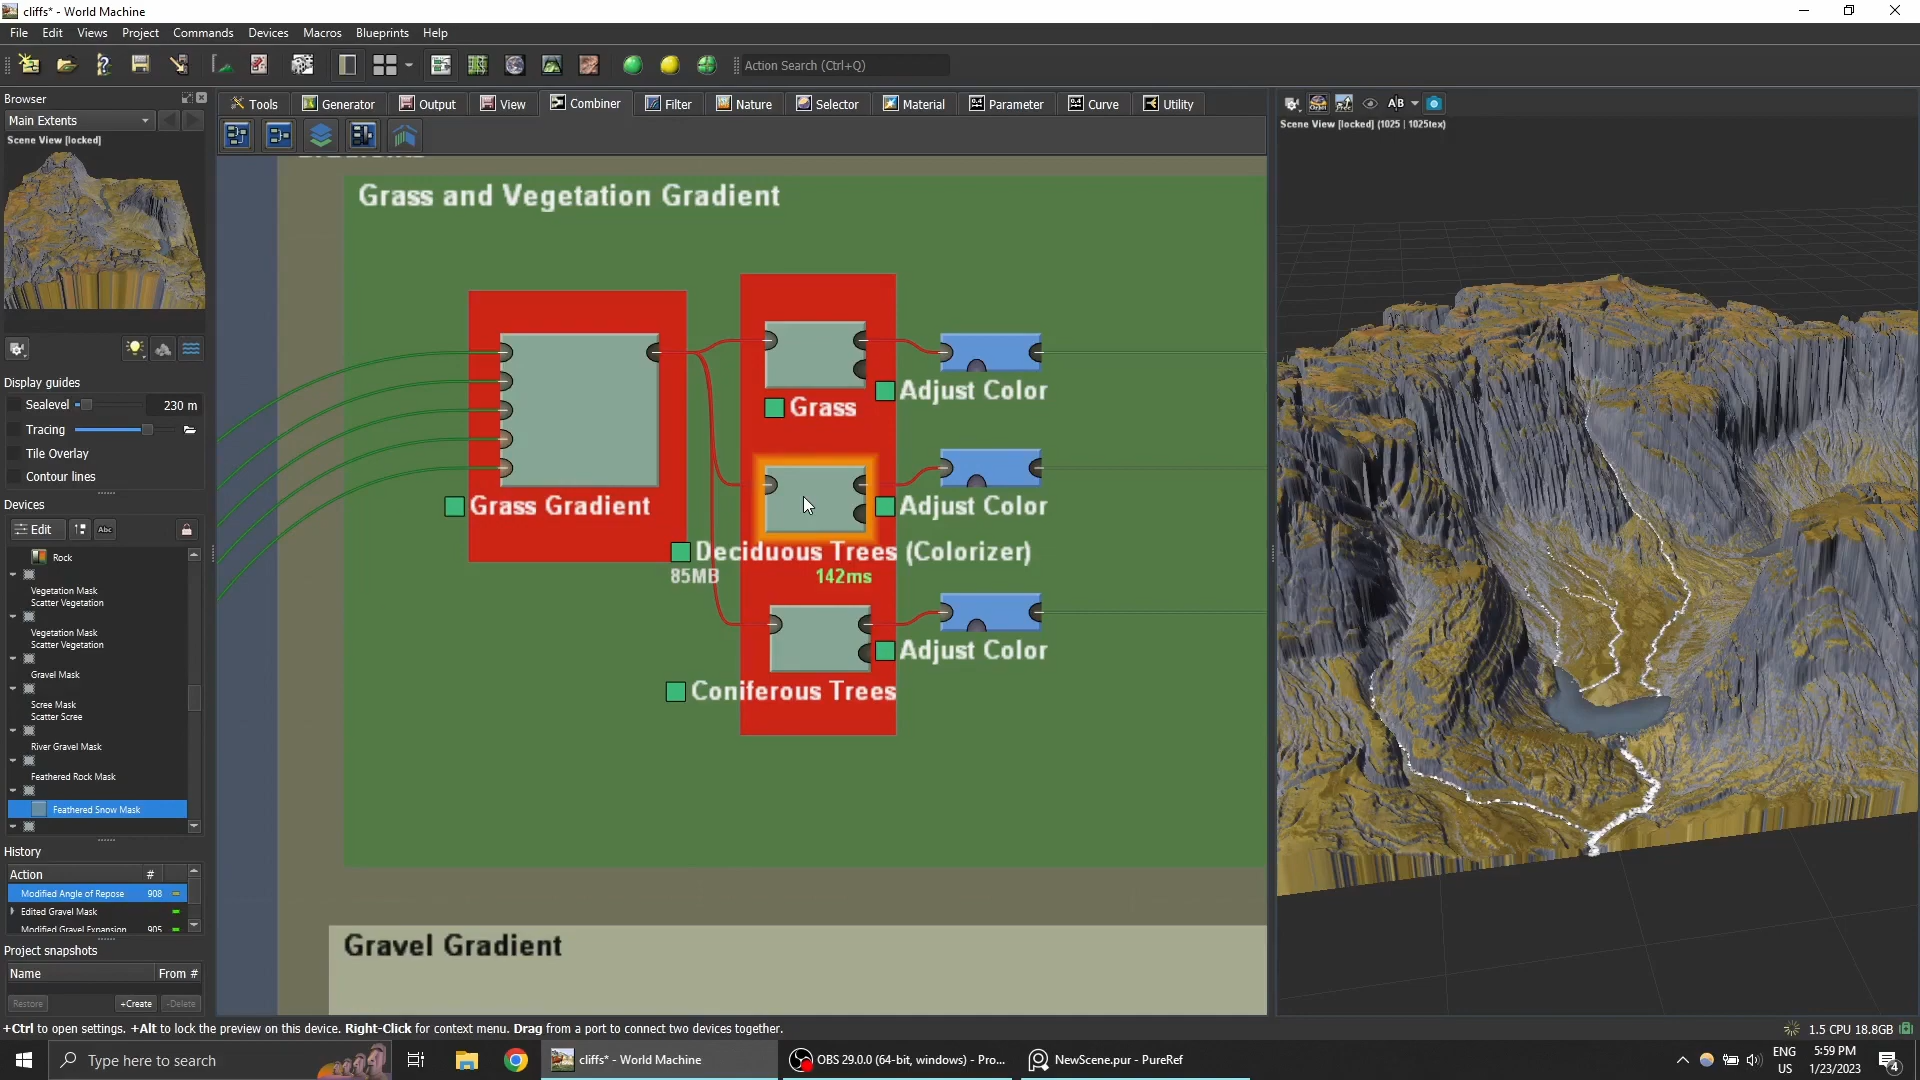 cliffs* - World Machine
File Edit Views Project Commands Devices Macros Blueprints Help
Action Search (Ctrl+Q)
Browser
Main Extents
Scene View [locked]
Tools Generator Output View Combiner Filter Nature Selector Material Parameter Curve Utility
Scene View [locked] (1025 | 1025tex)
Display guides
Sealevel 230 m
Tracing
Tile Overlay
Contour lines
Devices
Edit Abc
Rock
Vegetation Mask
Scatter Vegetation
Vegetation Mask
Scatter Vegetation
Gravel Mask
Scree Mask
Scatter Scree
River Gravel Mask
Feathered Rock Mask
Feathered Snow Mask
History
Action #
Modified Angle of Repose 908
Edited Gravel Mask
Modified Gravel Expansion 905
Project snapshots
Name From #
Restore +Create -Delete
Grass and Vegetation Gradient
Grass Gradient
Grass
Adjust Color
Deciduous Trees (Colorizer)
85MB 142ms
Adjust Color
Coniferous Trees
Adjust Color
Gravel Gradient
+Ctrl to open settings. +Alt to lock the preview on this device. Right-Click for context menu. Drag from a port to connect two devices together.
1.5 CPU 18.8GB
Type here to search
cliffs* - World Machine
OBS 29.0.0 (64-bit, windows) - Pro...
NewScene.pur - PureRef
ENG
US
5:59 PM
1/23/2023
4